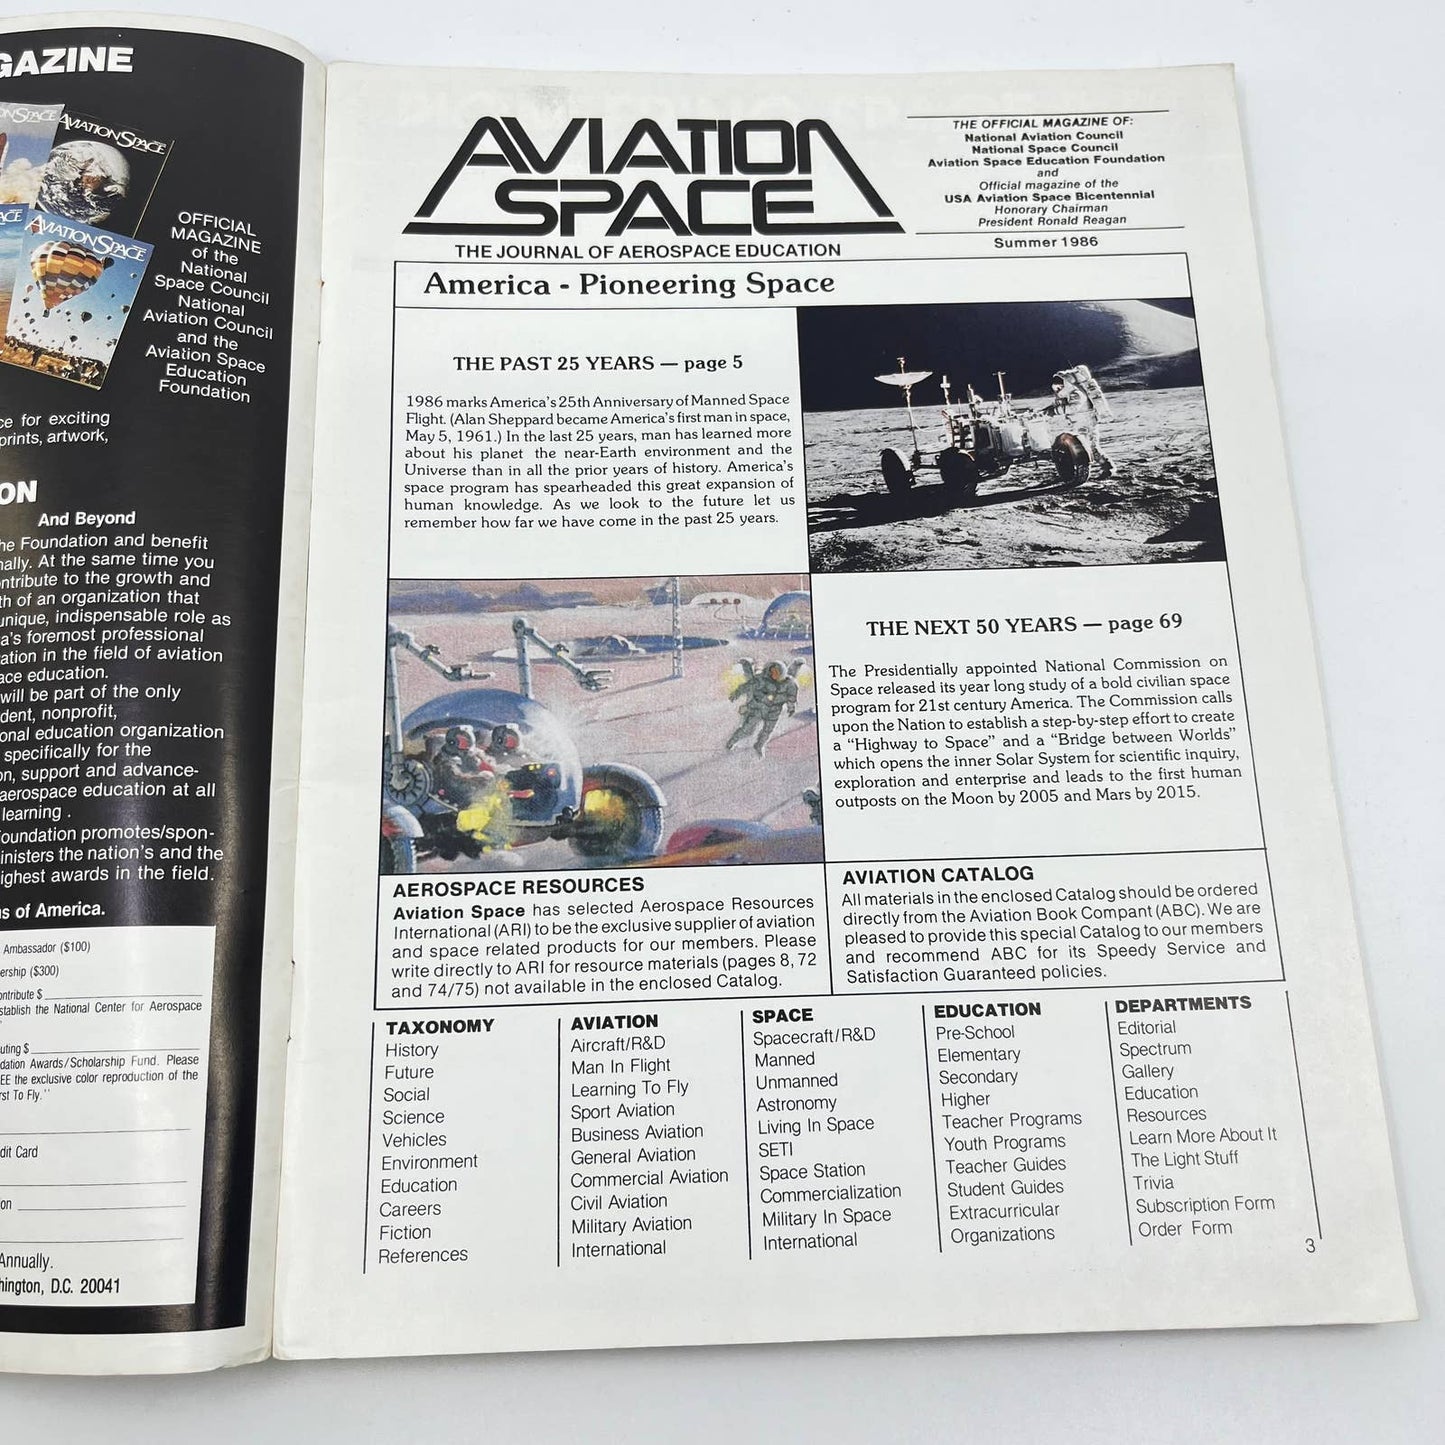 GAZINE
AVIATION SPACE
AVIATION SPACE
OFFICIAL
MAGAZINE
of the
National
Space Council
National
Aviation Council
and the
Aviation Space
Education
Foundation
for exciting
prints, artwork,
ON
And Beyond
Foundation and benefit
At the same time you
to the growth and
of an organization that
unique, indispensable role as
foremost professional
in the field of aviation
education.
will be part of the only
nonprofit,
education organization
specifically for the
support and advance-
aerospace education at all
learning .
Foundation promotes/spon-
the nation's and the
awards in the field.
of America.
Ambassador ($100)
($300)
$
the National Center for Aerospace
$
Awards/Scholarship Fund. Please
the exclusive color reproduction of the
To Fly."
Card
Annually.
D.C. 20041
AVIATION
SPACE
THE JOURNAL OF AEROSPACE EDUCATION
THE OFFICIAL MAGAZINE OF:
National Aviation Council
National Space Council
Aviation Space Education Foundation
and
Official magazine of the
USA Aviation Space Bicentennial
Honorary Chairman
President Ronald Reagan
Summer 1986
America - Pioneering Space
THE PAST 25 YEARS — page 5
1986 marks America's 25th Anniversary of Manned Space
Flight. (Alan Sheppard became America's first man in space,
May 5, 1961.) In the last 25 years, man has learned more
about his planet the near-Earth environment and the
Universe than in all the prior years of history. America's
space program has spearheaded this great expansion of
human knowledge. As we look to the future let us
remember how far we have come in the past 25 years.
THE NEXT 50 YEARS — page 69
The Presidentially appointed National Commission on
Space released its year long study of a bold civilian space
program for 21st century America. The Commission calls
upon the Nation to establish a step-by-step effort to create
a "Highway to Space" and a "Bridge between Worlds"
which opens the inner Solar System for scientific inquiry,
exploration and enterprise and leads to the first human
outposts on the Moon by 2005 and Mars by 2015.
AEROSPACE RESOURCES
Aviation Space has selected Aerospace Resources
International (ARI) to be the exclusive supplier of aviation
and space related products for our members. Please
write directly to ARI for resource materials (pages 8, 72
and 74/75) not available in the enclosed Catalog.
AVIATION CATALOG
All materials in the enclosed Catalog should be ordered
directly from the Aviation Book Compant (ABC). We are
pleased to provide this special Catalog to our members
and recommend ABC for its Speedy Service and
Satisfaction Guaranteed policies.
TAXONOMY
History
Future
Social
Science
Vehicles
Environment
Education
Careers
Fiction
References
AVIATION
Aircraft/R&D
Man In Flight
Learning To Fly
Sport Aviation
Business Aviation
General Aviation
Commercial Aviation
Civil Aviation
Military Aviation
International
SPACE
Spacecraft/R&D
Manned
Unmanned
Astronomy
Living In Space
SETI
Space Station
Commercialization
Military In Space
International
EDUCATION
Pre-School
Elementary
Secondary
Higher
Teacher Programs
Youth Programs
Teacher Guides
Student Guides
Extracurricular
Organizations
DEPARTMENTS
Editorial
Spectrum
Gallery
Education
Resources
Learn More About It
The Light Stuff
Trivia
Subscription Form
Order Form
3